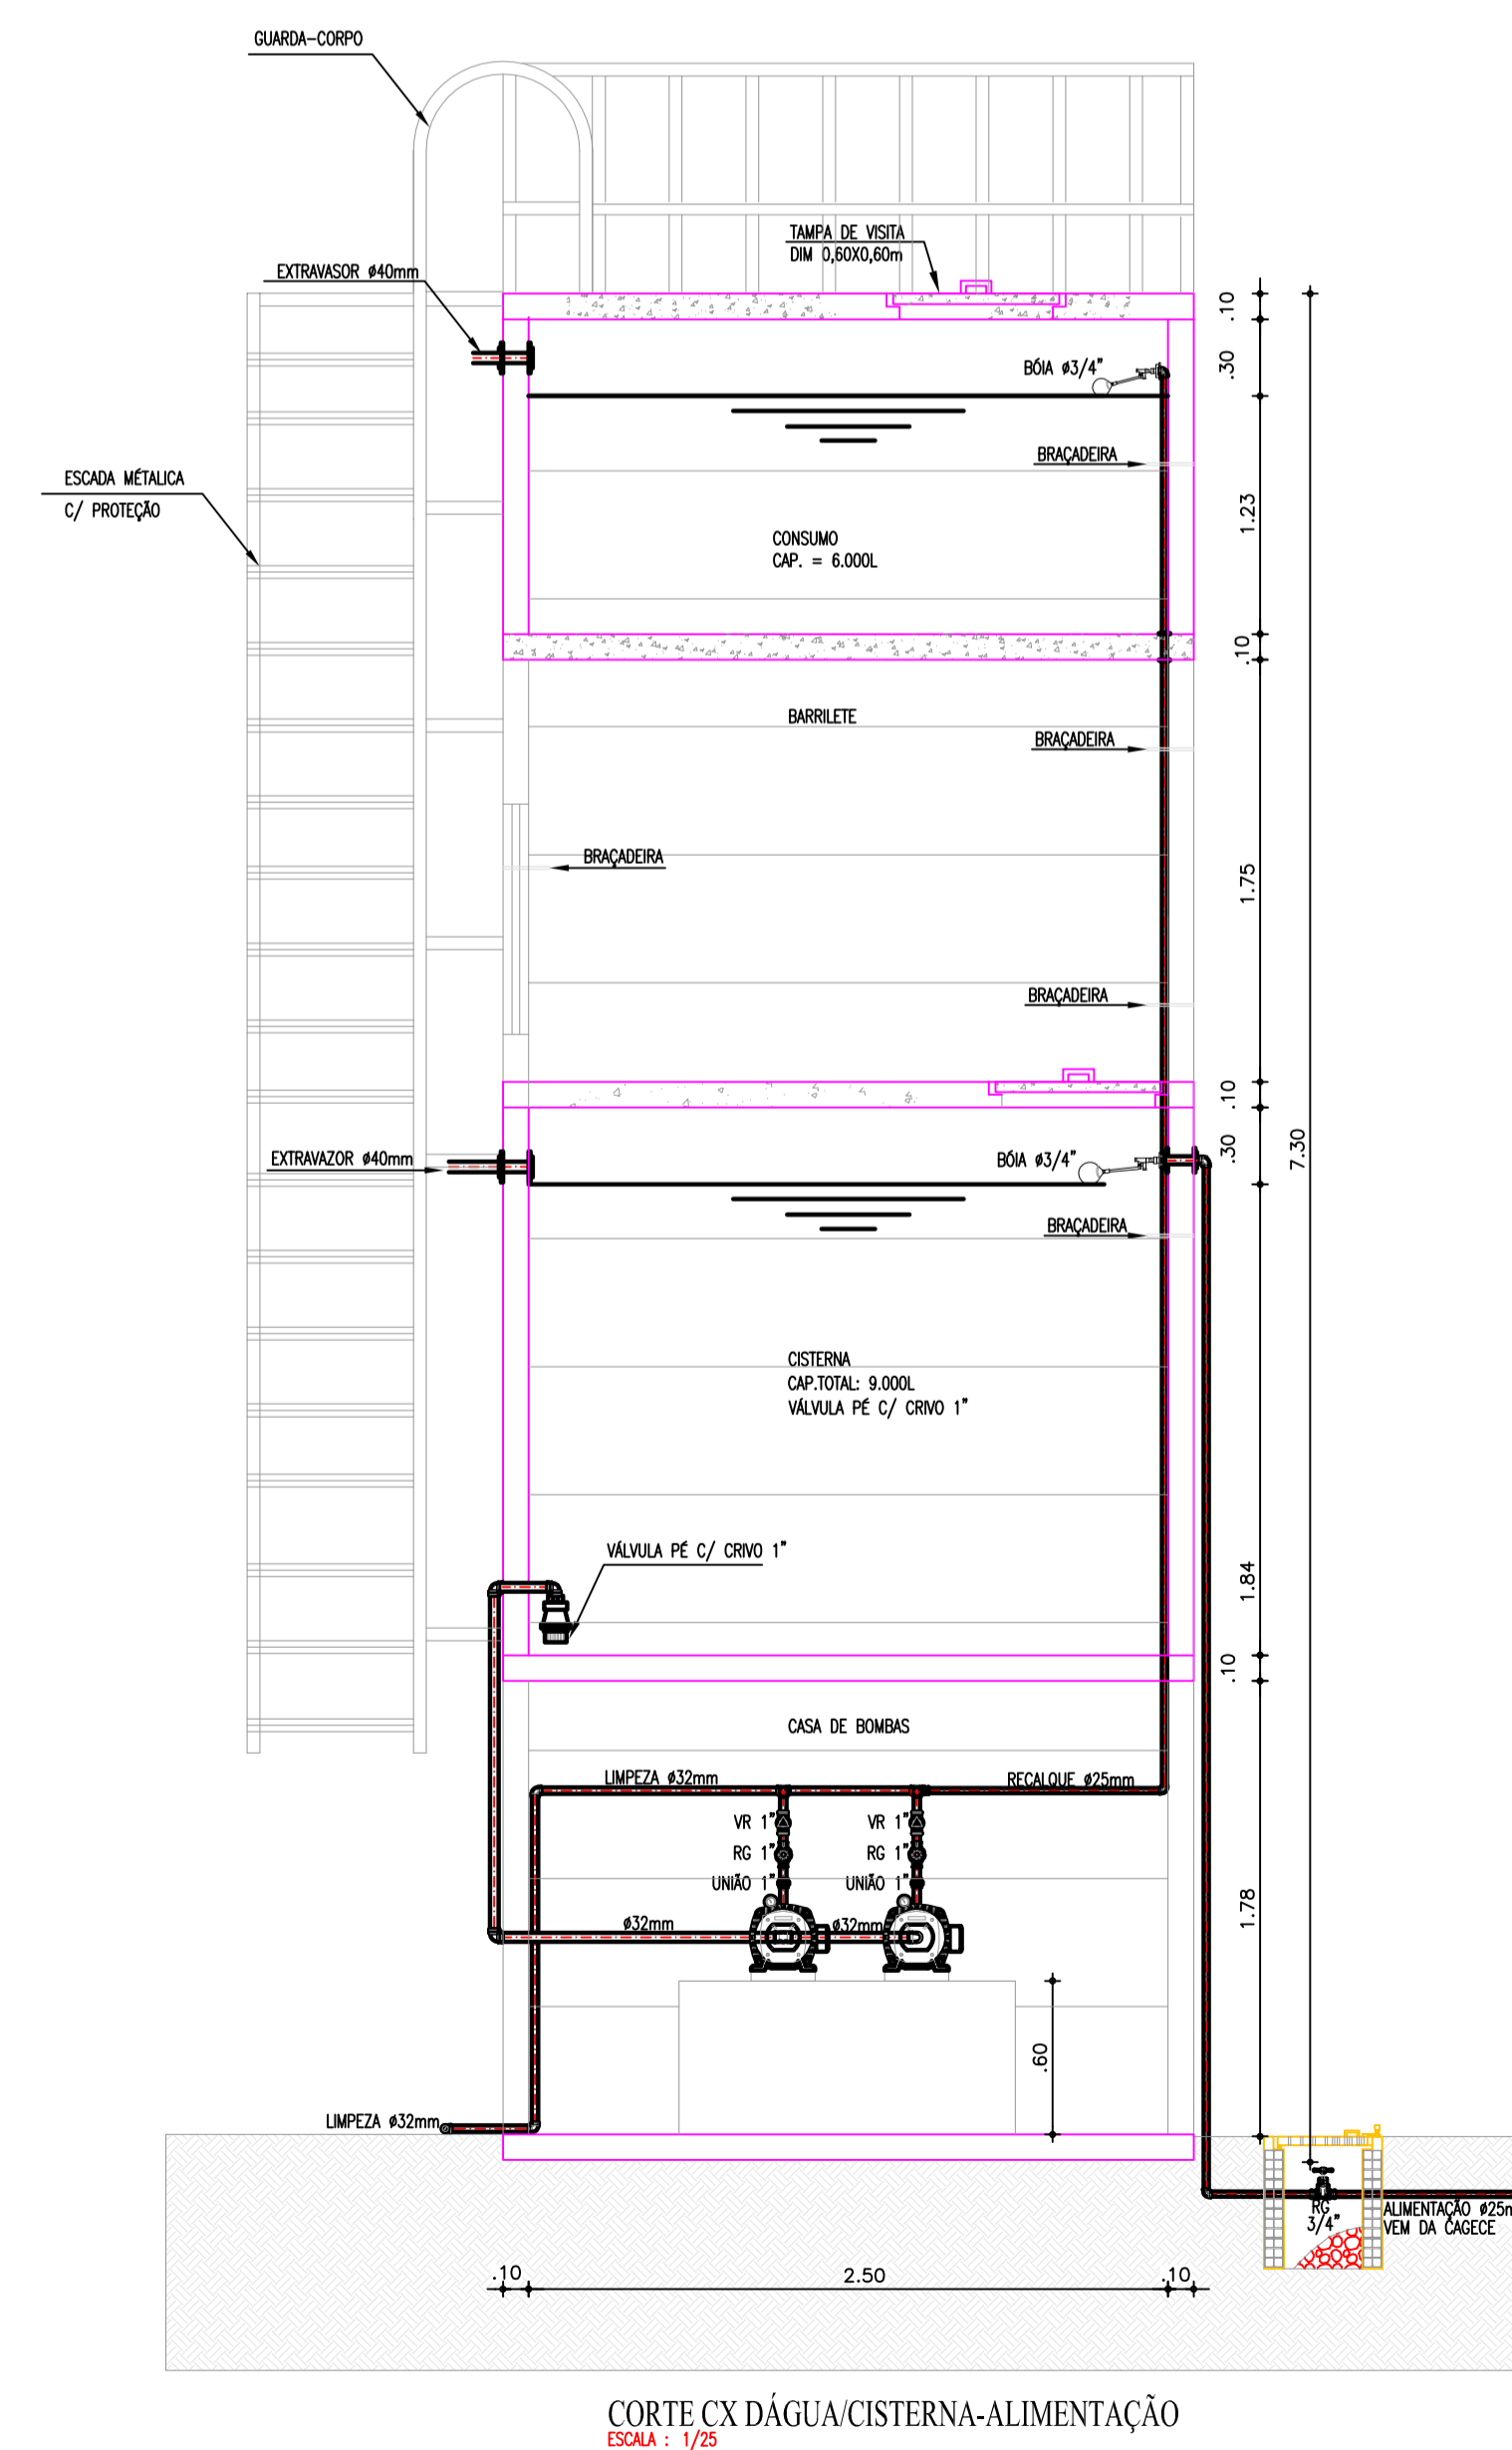 GUARDA-CORPO
TAMPA DE VISITA
DIM 0,60X0,60m
EXTRAVASOR ø40mm
.10
BÓIA ø3/4"
.30
BRAÇADEIRA
ESCADA MÉTALICA
C/ PROTEÇÃO
1.23
CONSUMO
CAP. = 6.000L
.10
BARRILETE
BRAÇADEIRA
BRAÇADEIRA
1.75
BRAÇADEIRA
.10
7.30
EXTRAVAZOR ø40mm
BÓIA ø3/4"
.30
BRAÇADEIRA
CISTERNA
CAP.TOTAL: 9.000L
VÁLVULA PÉ C/ CRIVO 1"
VÁLVULA PÉ C/ CRIVO 1"
1.84
.10
CASA DE BOMBAS
LIMPEZA ø32mm
RECALQUE ø25mm
VR 1"
VR 1"
RG 1"
RG 1"
UNIÃO 1"
UNIÃO 1"
1.78
ø32mm
ø32mm
.60
LIMPEZA ø32mm
RG
3/4"
ALIMENTAÇÃO ø25m
VEM DA CAGECE
.10
2.50
.10
CORTE CX DÁGUA/CISTERNA-ALIMENTAÇÃO
ESCALA : 1/25